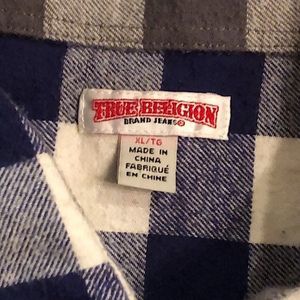 TRUE RELIGION
BRAND JEANS
XL/TG
MADE IN
CHINA
FABRIQUÉ
EN CHINE